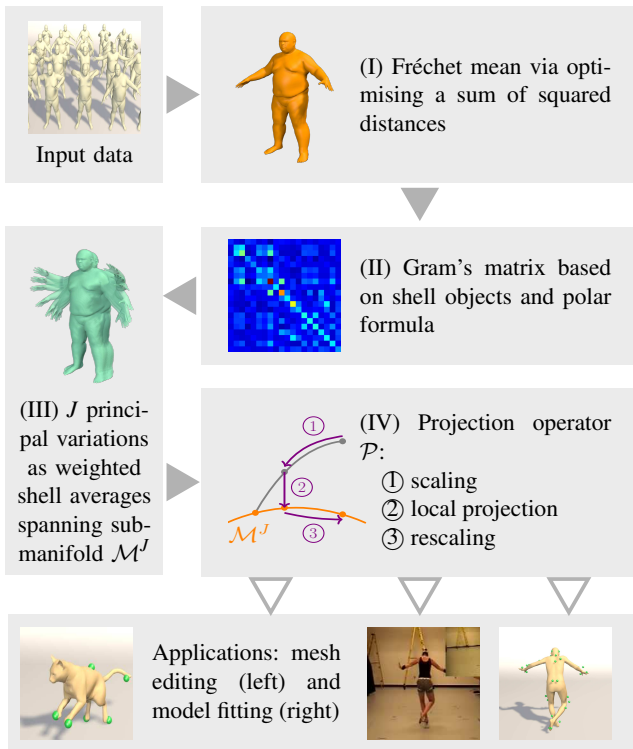 Input data
(I) Fréchet mean via opti-
mising a sum of squared
distances
(II) Gram's matrix based
on shell objects and polar
formula
(III) J princi-
pal variations
as weighted
shell averages
spanning sub-
manifold ℳᴶ
1
2
3
ℳᴶ
(IV) Projection operator
𝒫:
① scaling
② local projection
③ rescaling
Applications: mesh
editing (left) and
model fitting (right)